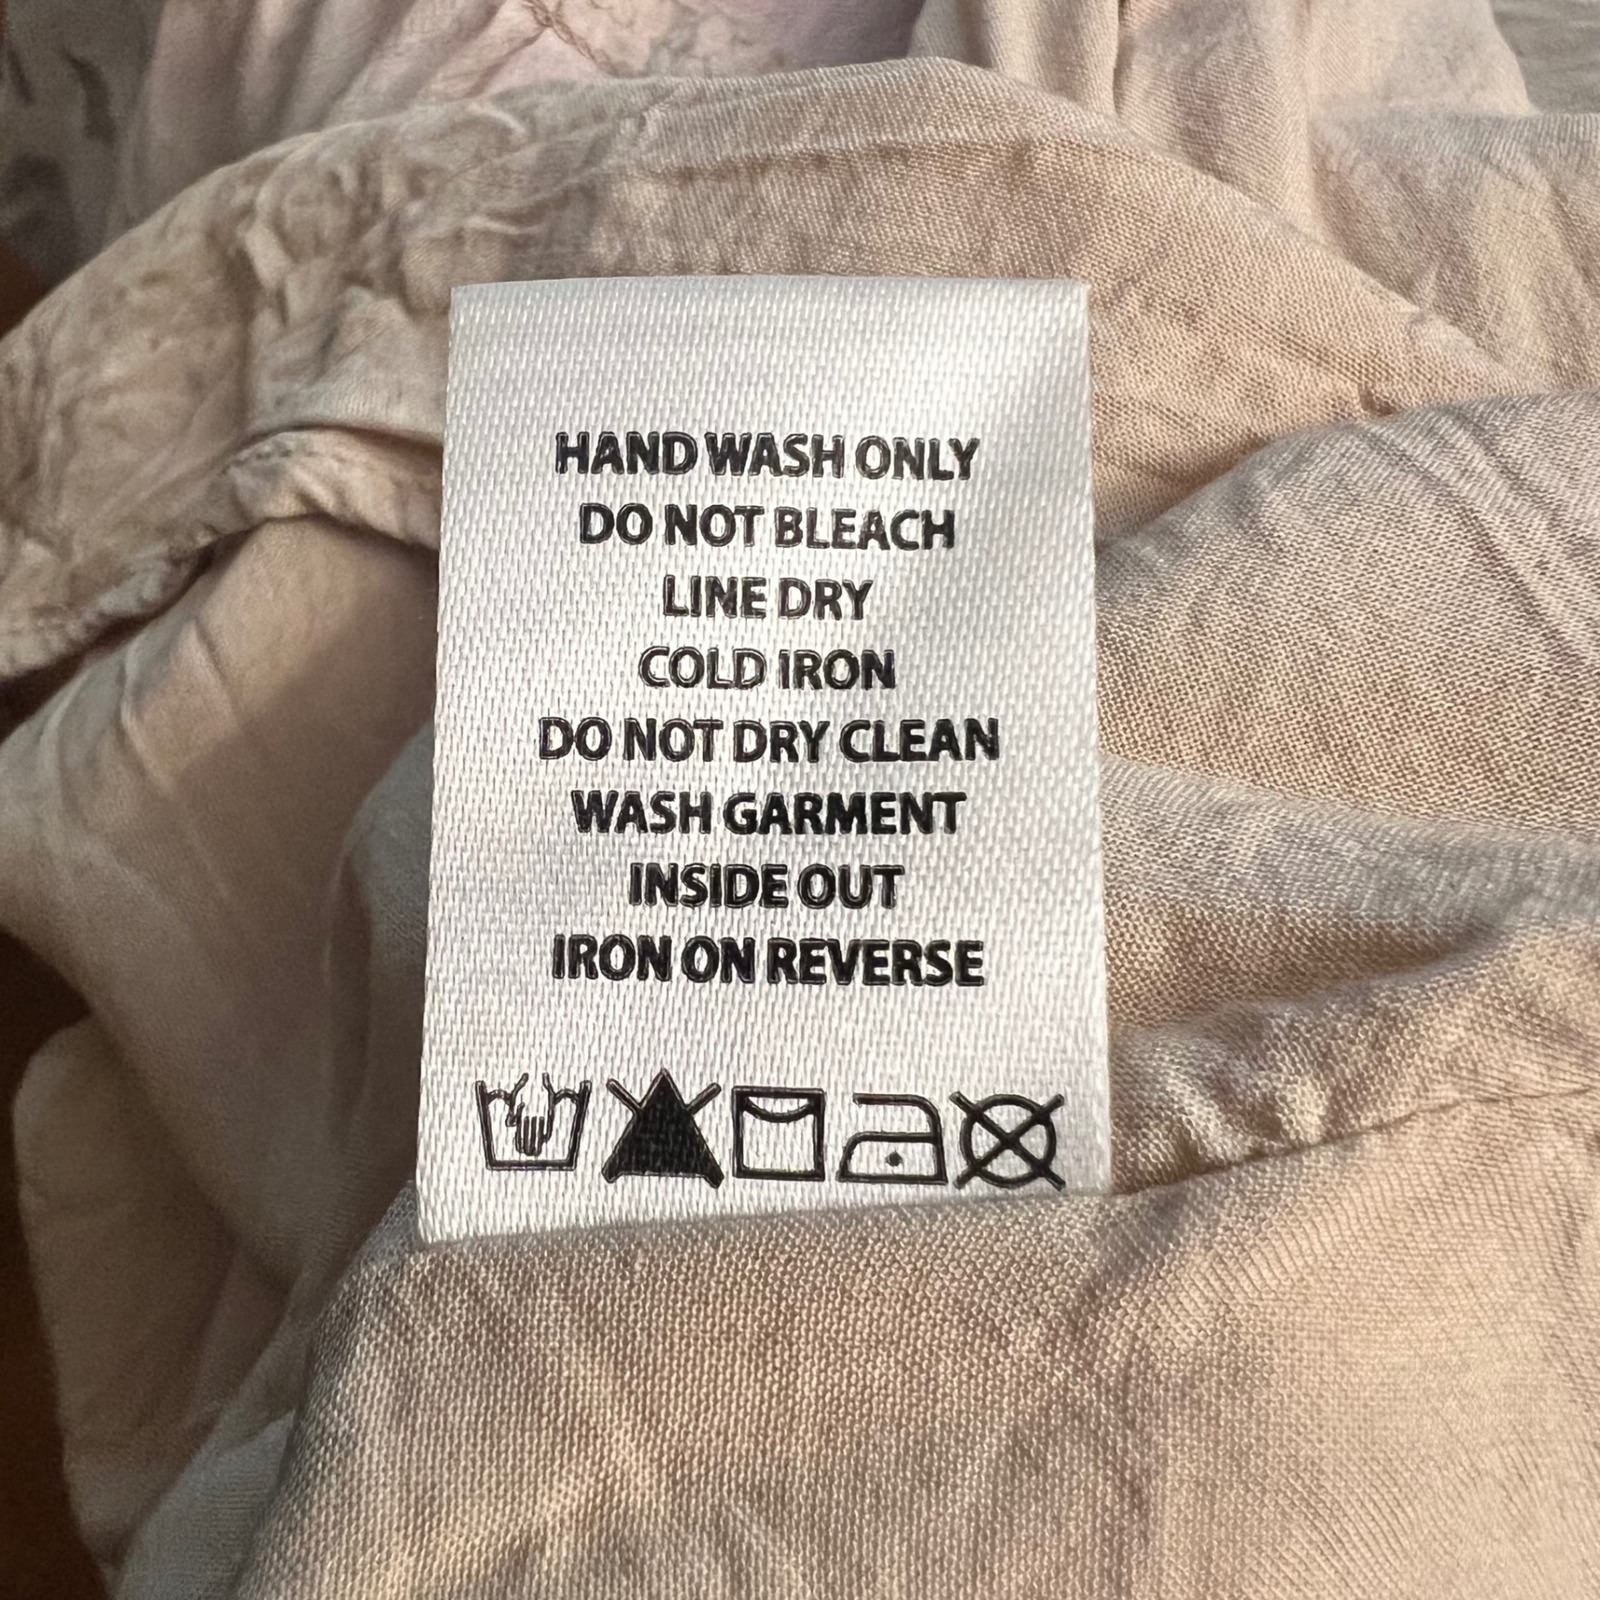 HAND WASH ONLY
DO NOT BLEACH
LINE DRY
COLD IRON
DO NOT DRY CLEAN
WASH GARMENT
INSIDE OUT
IRON ON REVERSE